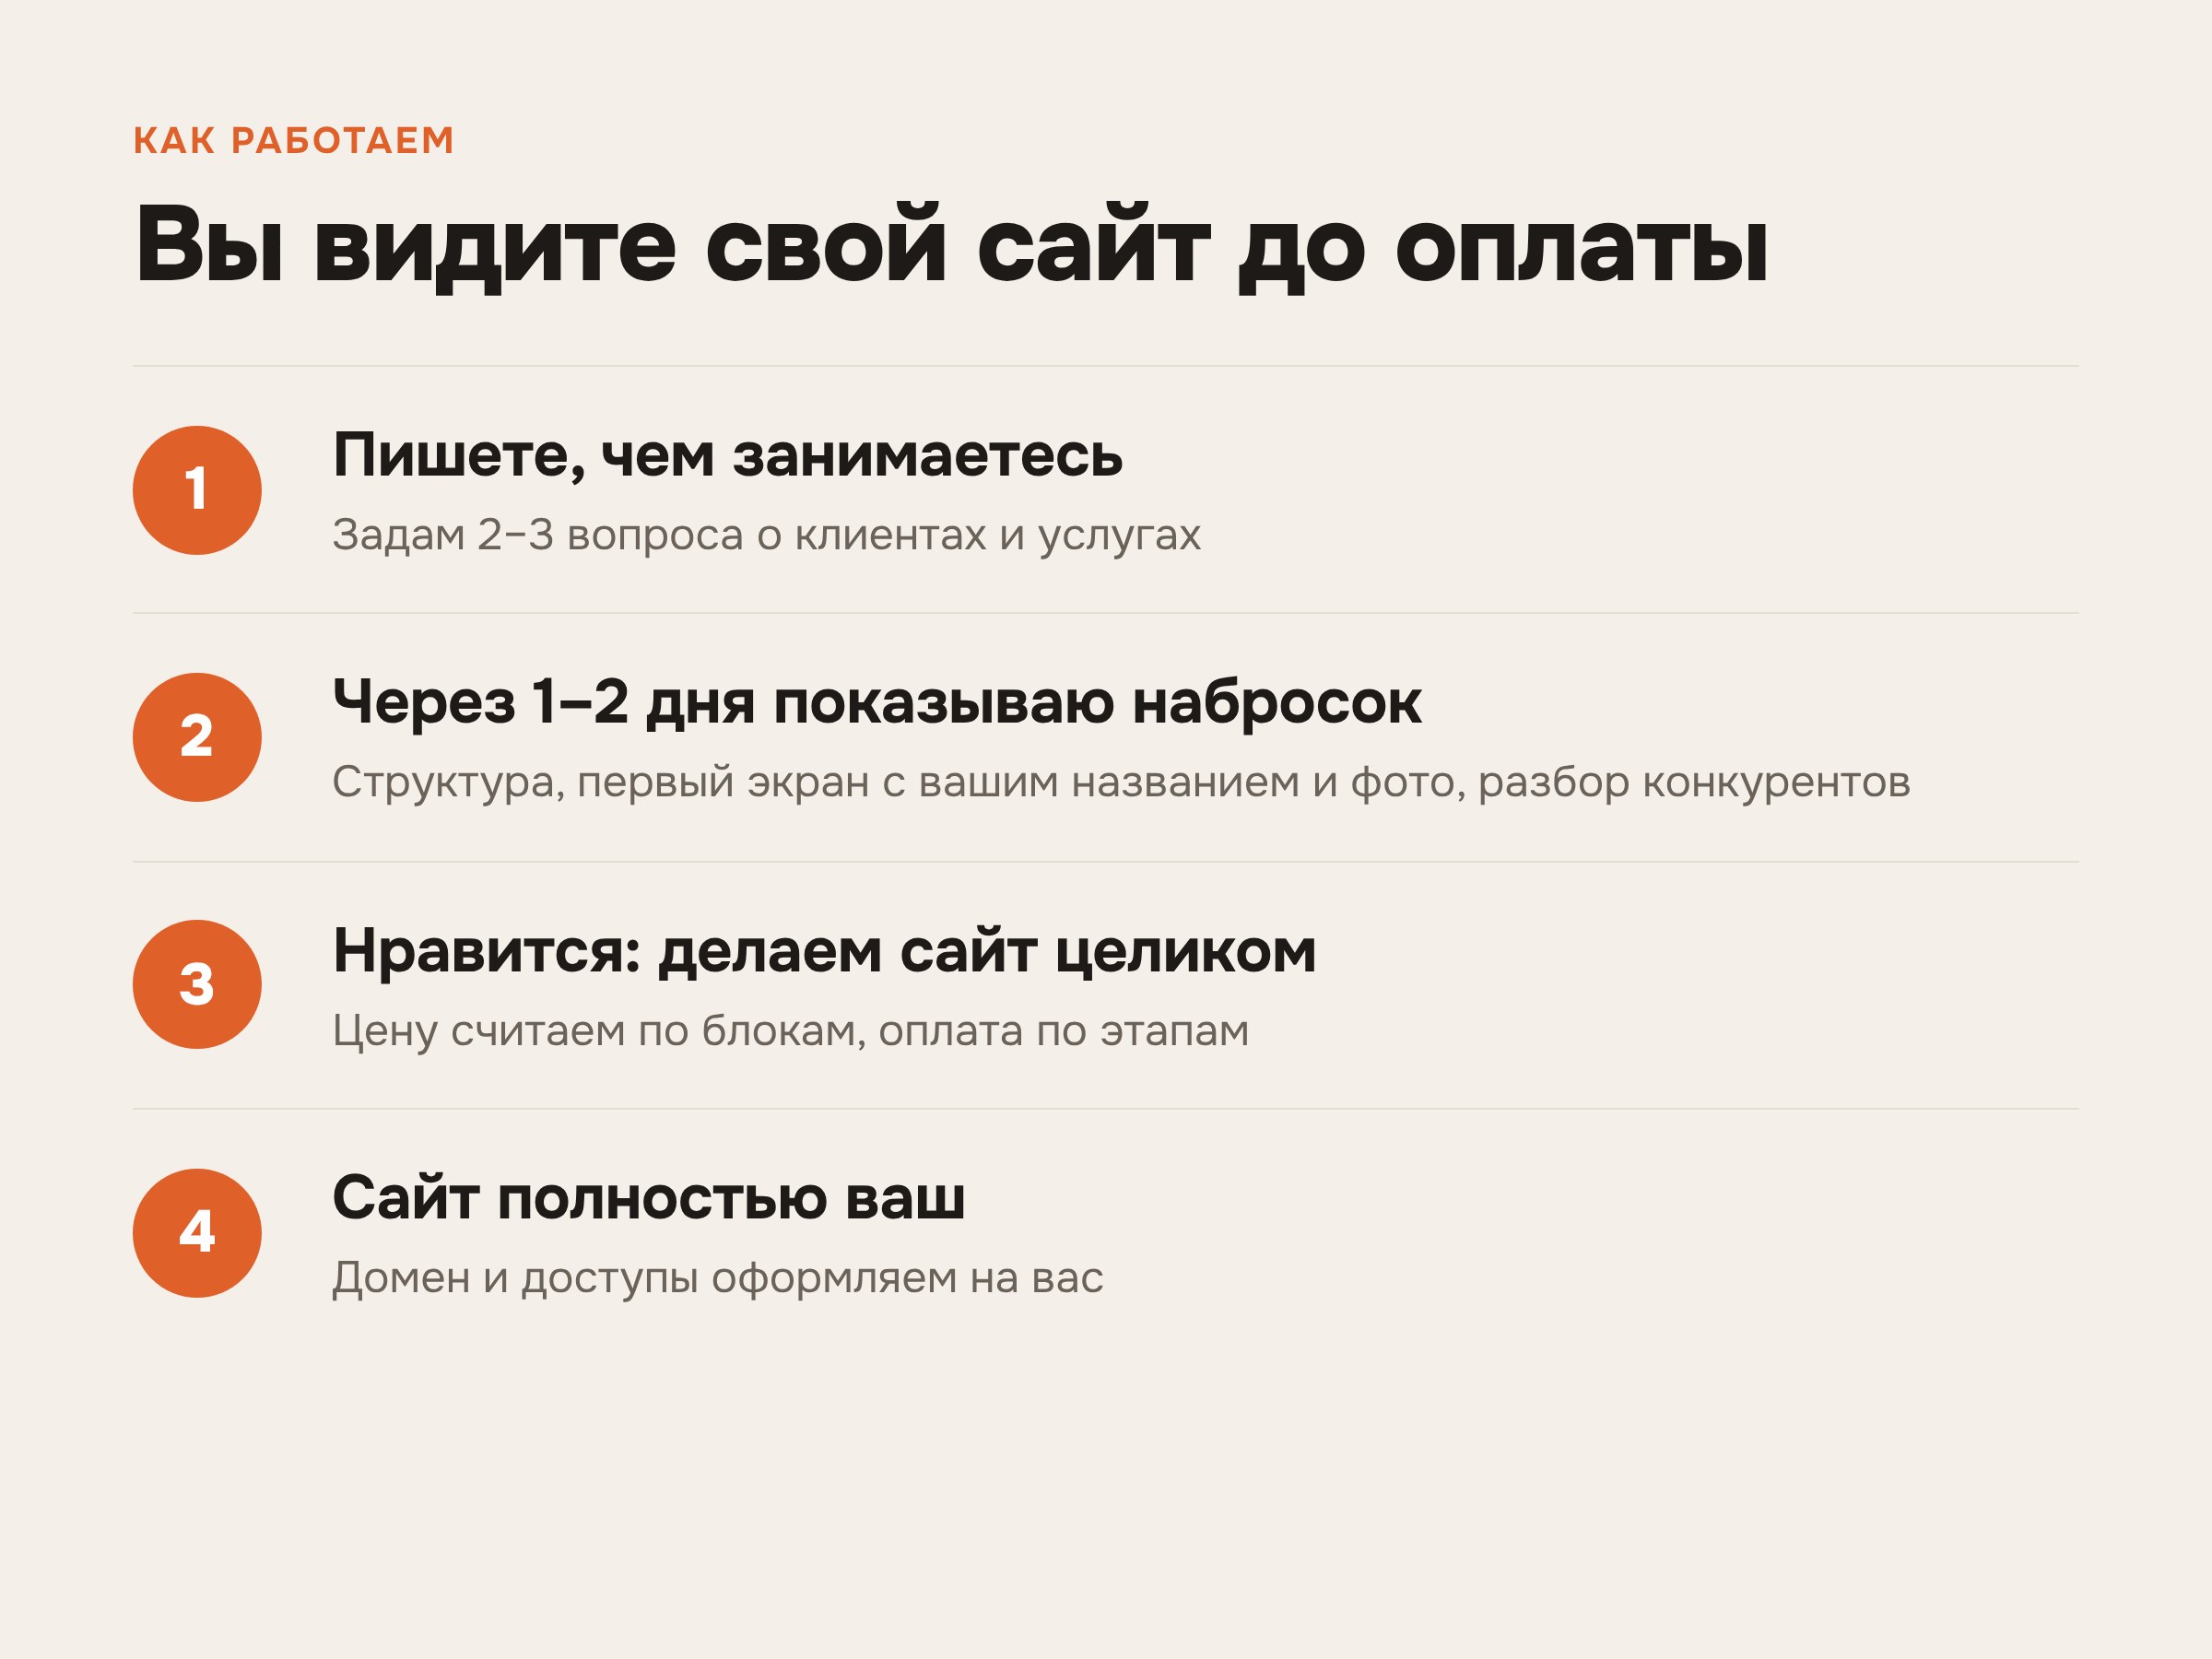 КАК РАБОТАЕМ
Вы видите свой сайт до оплаты
1
Пишете, чем занимаетесь
Задам 2–3 вопроса о клиентах и услугах
2
Через 1–2 дня показываю набросок
Структура, первый экран с вашим названием и фото, разбор конкурентов
3
Нравится: делаем сайт целиком
Цену считаем по блокам, оплата по этапам
4
Сайт полностью ваш
Домен и доступы оформляем на вас